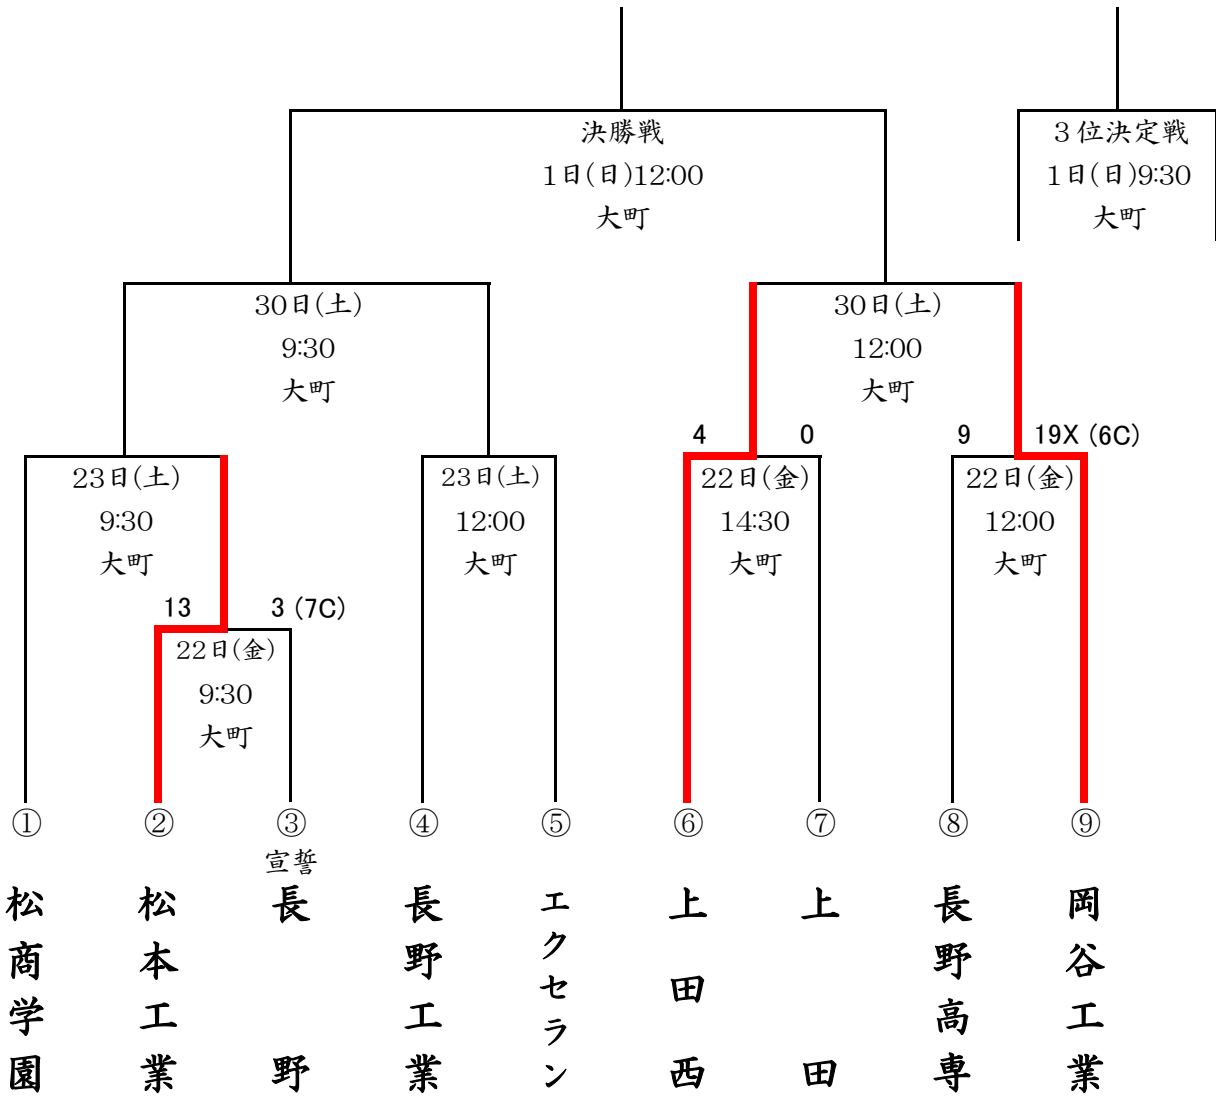 決勝戦
1日(日)12:00
大町
3位決定戦
1日(日)9:30
大町
30日(土)
9:30
大町
30日(土)
12:00
大町
4 0
9 19X (6C)
23日(土)
9:30
大町
23日(土)
12:00
大町
22日(金)
14:30
大町
22日(金)
12:00
大町
13 3 (7C)
22日(金)
9:30
大町
① ② ③ ④ ⑤ ⑥ ⑦ ⑧ ⑨
宣誓
松商学園
松本工業
長野
長野工業
エクセラン
上田西
上田
長野高専
岡谷工業